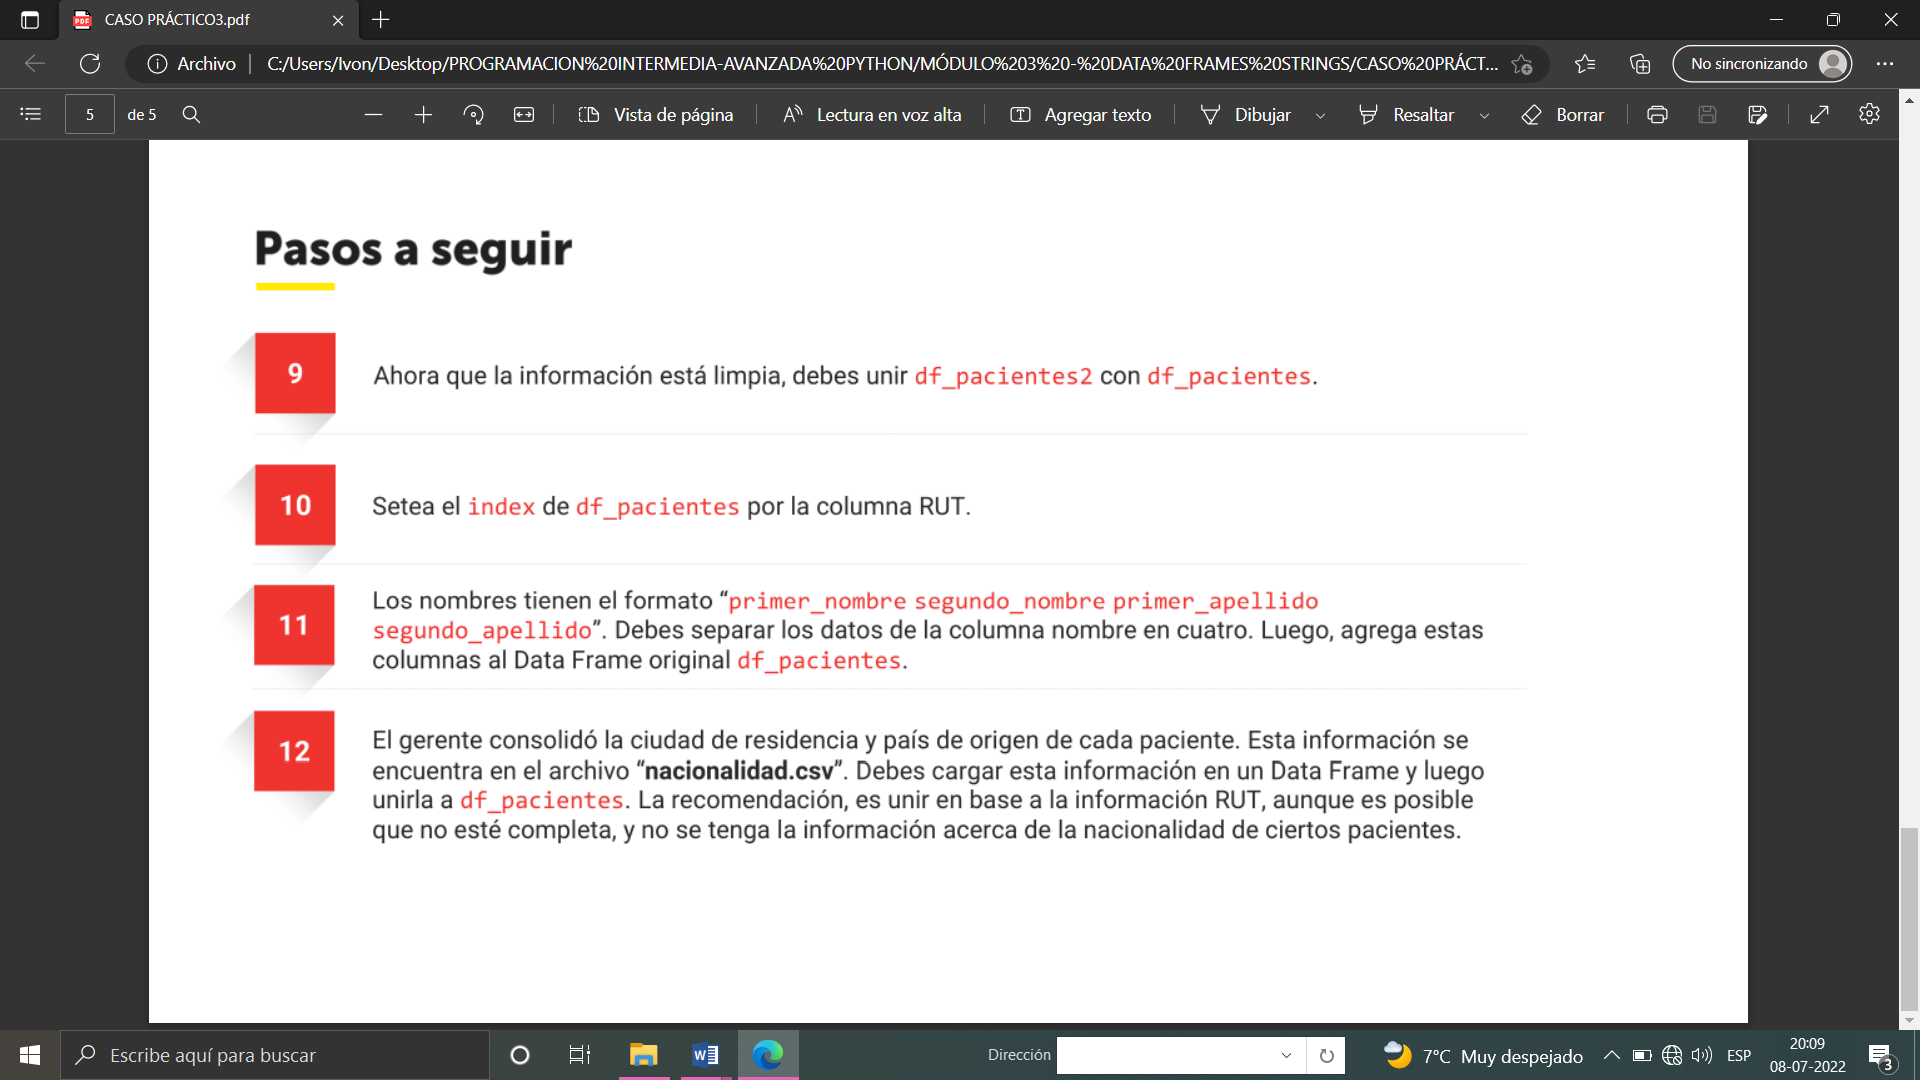 CASO PRÁCTICO3.pdf
Archivo
C:/Users/Ivon/Desktop/PROGRAMACION%20INTERMEDIA-AVANZADA%20PYTHON/MÓDULO%203%20-%20DATA%20FRAMES%20STRINGS/CASO%20PRÁCT...
No sincronizando
5 de 5
Vista de página
Lectura en voz alta
Agregar texto
Dibujar
Resaltar
Borrar
Pasos a seguir
9
Ahora que la información está limpia, debes unir df_pacientes2 con df_pacientes.
10
Setea el index de df_pacientes por la columna RUT.
11
Los nombres tienen el formato “primer_nombre segundo_nombre primer_apellido
segundo_apellido”. Debes separar los datos de la columna nombre en cuatro. Luego, agrega estas
columnas al Data Frame original df_pacientes.
12
El gerente consolidó la ciudad de residencia y país de origen de cada paciente. Esta información se
encuentra en el archivo “nacionalidad.csv”. Debes cargar esta información en un Data Frame y luego
unirla a df_pacientes. La recomendación, es unir en base a la información RUT, aunque es posible
que no esté completa, y no se tenga la información acerca de la nacionalidad de ciertos pacientes.
Escribe aquí para buscar
Dirección
7°C Muy despejado
ESP
20:09
08-07-2022
3